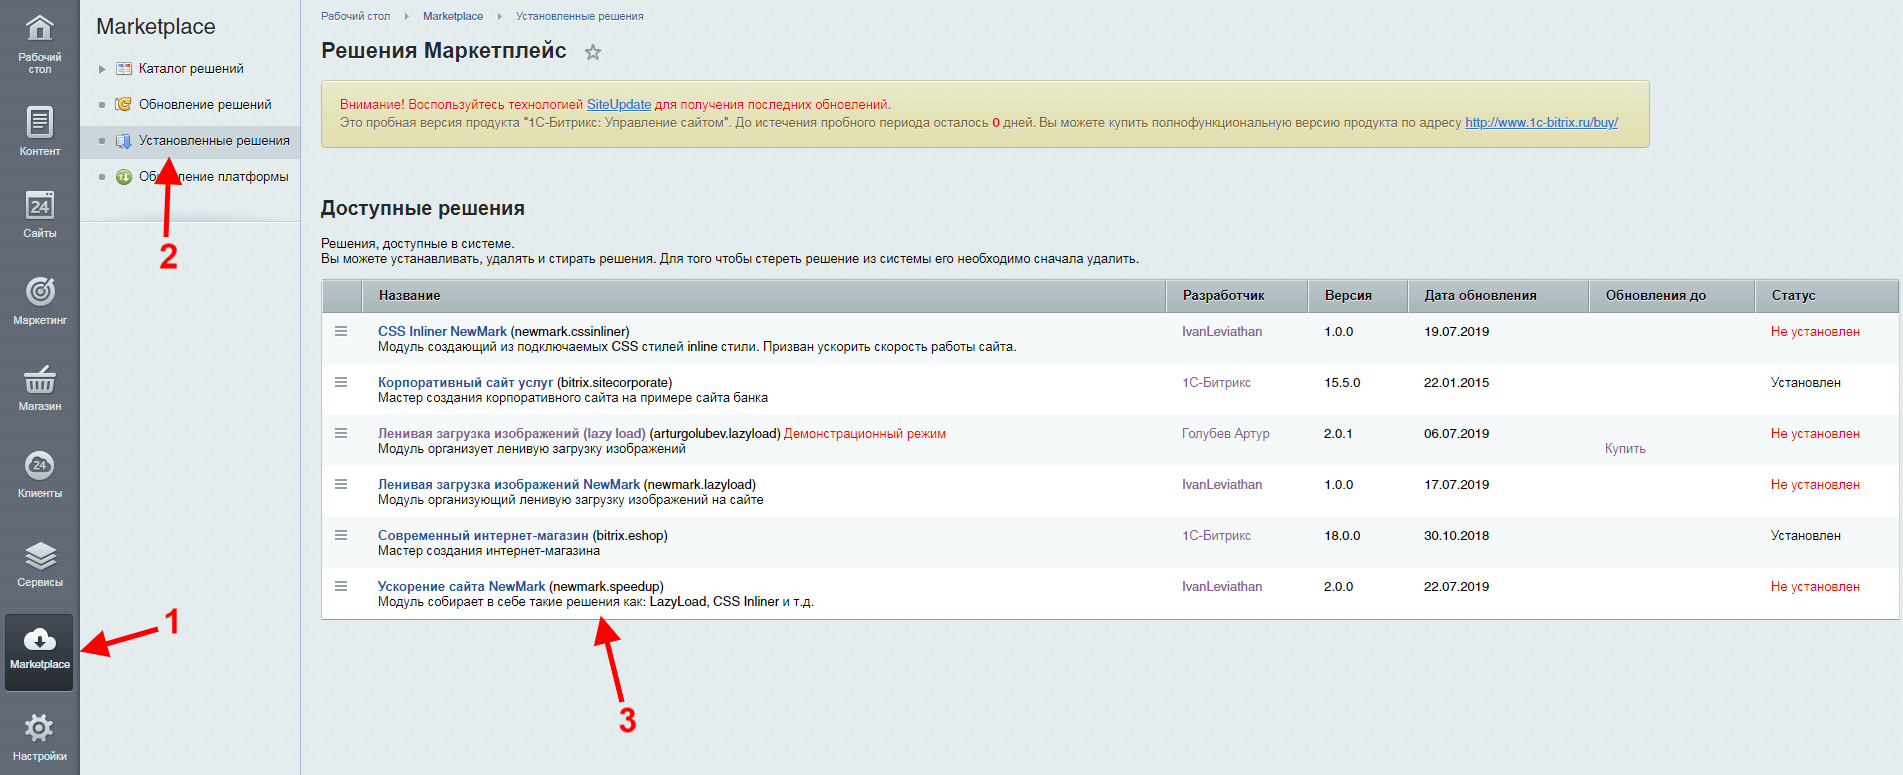 Рабочий стол
Контент
24
Сайты
Маркетинг
Магазин
24
Клиенты
Сервисы
Marketplace
Настройки
1
Marketplace
Каталог решений
Обновление решений
Установленные решения
Обновление платформы
2
Рабочий стол Marketplace Установленные решения
Решения Маркетплейс
Внимание! Воспользуйтесь технологией SiteUpdate для получения последних обновлений.
Это пробная версия продукта "1С-Битрикс: Управление сайтом". До истечения пробного периода осталось 0 дней. Вы можете купить полнофункциональную версию продукта по адресу http://www.1c-bitrix.ru/buy/
Доступные решения
Решения, доступные в системе.
Вы можете устанавливать, удалять и стирать решения. Для того чтобы стереть решение из системы его необходимо сначала удалить.
Название Разработчик Версия Дата обновления Обновления до Статус
CSS Inliner NewMark (newmark.cssinliner) IvanLeviathan 1.0.0 19.07.2019 Не установлен
Модуль создающий из подключаемых CSS стилей inline стили. Призван ускорить скорость работы сайта.
Корпоративный сайт услуг (bitrix.sitecorporate) 1С-Битрикс 15.5.0 22.01.2015 Установлен
Мастер создания корпоративного сайта на примере сайта банка
Ленивая загрузка изображений (lazy load) (arturgolubev.lazyload) Демонстрационный режим Голубев Артур 2.0.1 06.07.2019 Не установлен
Модуль организует ленивую загрузку изображений Купить
Ленивая загрузка изображений NewMark (newmark.lazyload) IvanLeviathan 1.0.0 17.07.2019 Не установлен
Модуль организующий ленивую загрузку изображений на сайте
Современный интернет-магазин (bitrix.eshop) 1С-Битрикс 18.0.0 30.10.2018 Установлен
Мастер создания интернет-магазина
Ускорение сайта NewMark (newmark.speedup) IvanLeviathan 2.0.0 22.07.2019 Не установлен
Модуль собирает в себе такие решения как: LazyLoad, CSS Inliner и т.д.
3